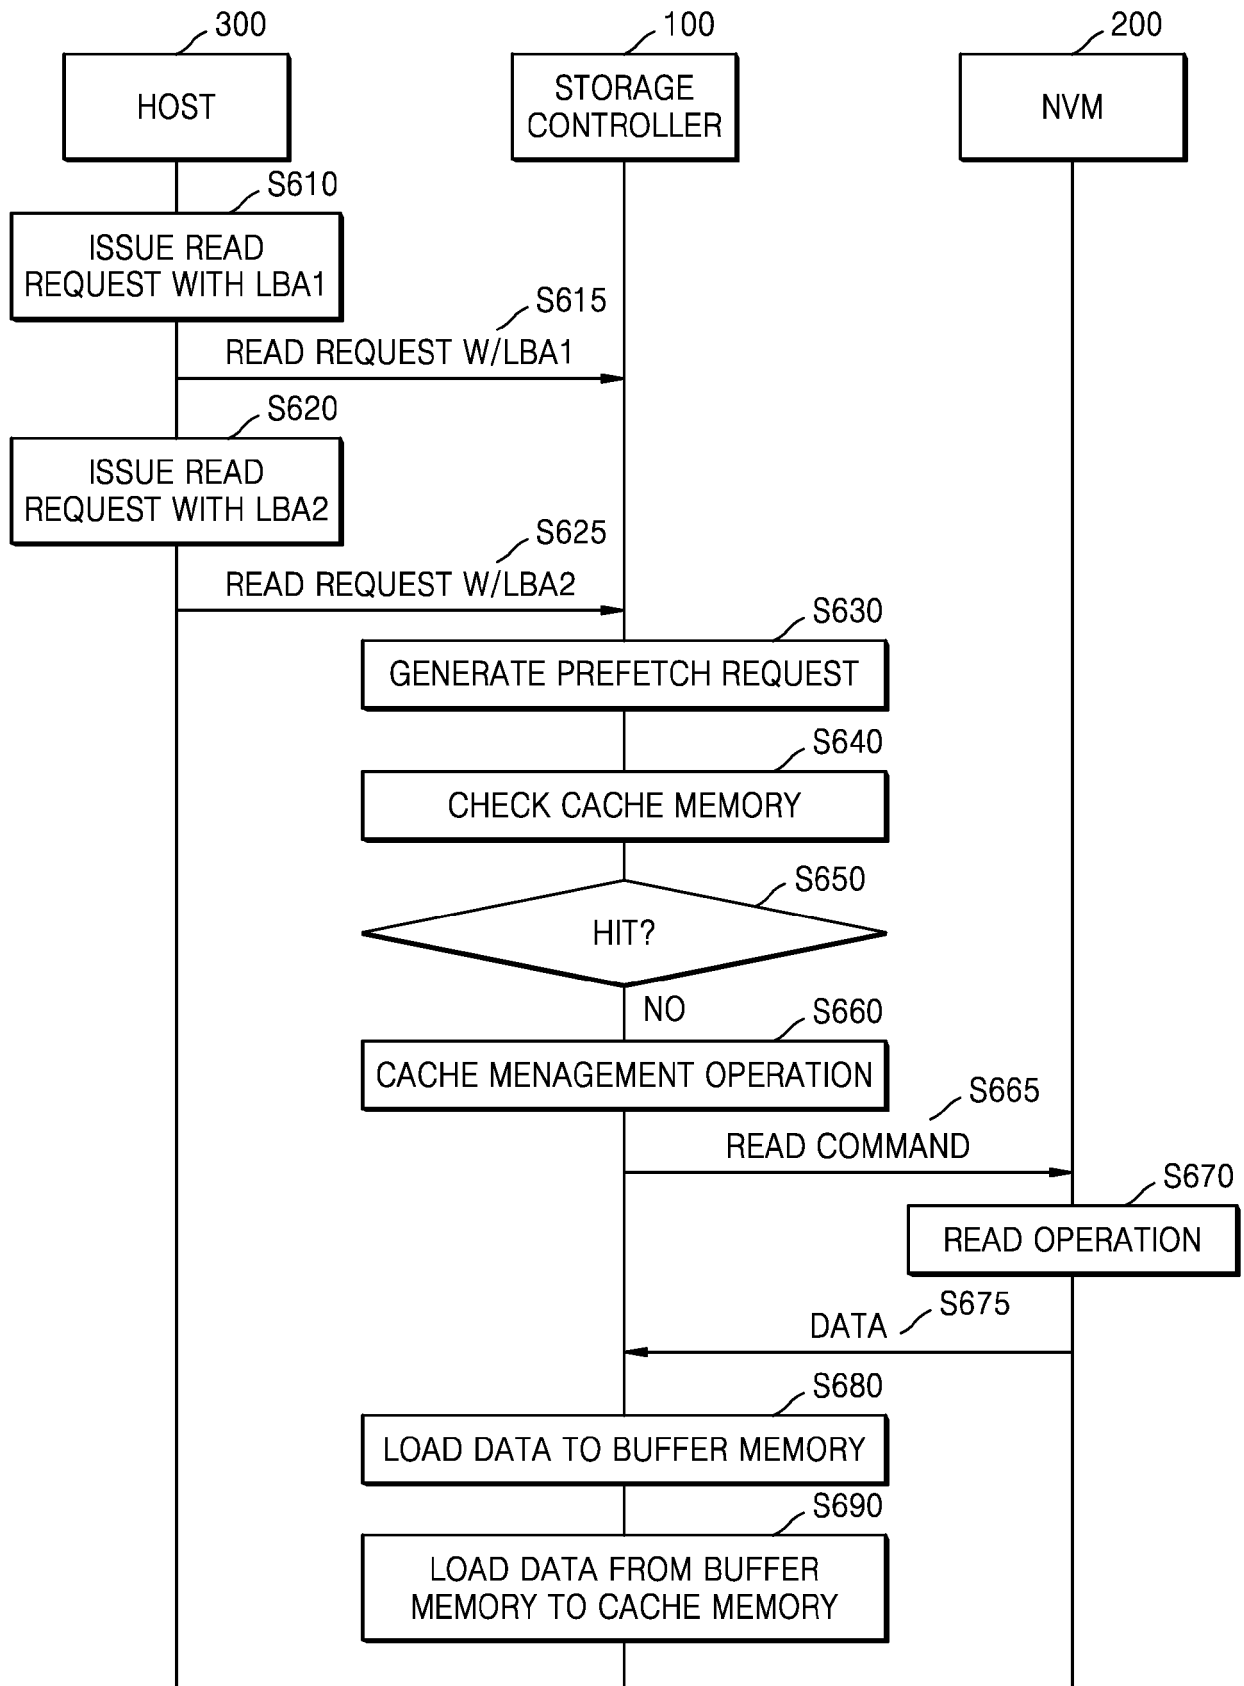 300
100
200
HOST
STORAGE
CONTROLLER
NVM
S610
ISSUE READ
REQUEST WITH LBA1
S615
READ REQUEST W/LBA1
S620
ISSUE READ
REQUEST WITH LBA2
S625
READ REQUEST W/LBA2
S630
GENERATE PREFETCH REQUEST
S640
CHECK CACHE MEMORY
S650
HIT?
NO
S660
CACHE MENAGEMENT OPERATION
S665
READ COMMAND
S670
READ OPERATION
S675
DATA
S680
LOAD DATA TO BUFFER MEMORY
S690
LOAD DATA FROM BUFFER
MEMORY TO CACHE MEMORY